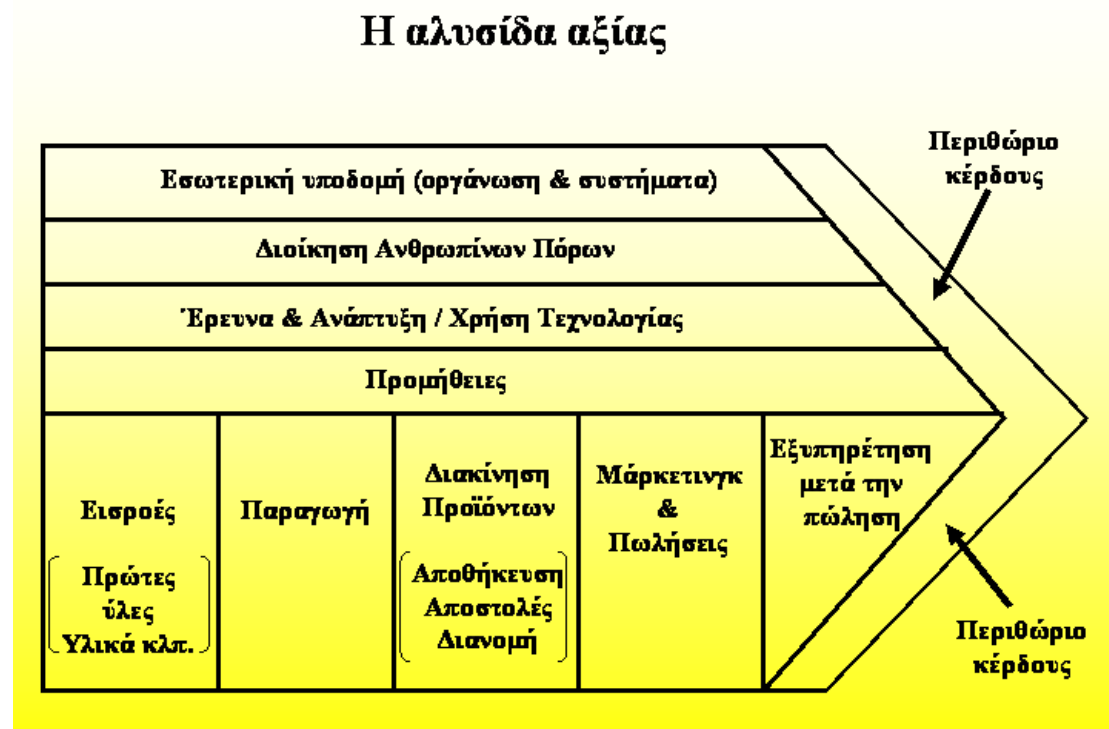 Η αλυσίδα αξίας
Περιθώριο
κέρδους
Εσωτερική υποδομή (οργάνωση & συστήματα)
Διοίκηση Ανθρωπίνων Πόρων
Έρευνα & Ανάπτυξη / Χρήση Τεχνολογίας
Προμήθειες
Εισροές
Πρώτες
ύλες
Υλικά κλπ.
Παραγωγή
Διακίνηση
Προϊόντων
Αποθήκευση
Αποστολές
Διανομή
Μάρκετινγκ
&
Πωλήσεις
Εξυπηρέτηση
μετά την
πώληση
Περιθώριο
κέρδους